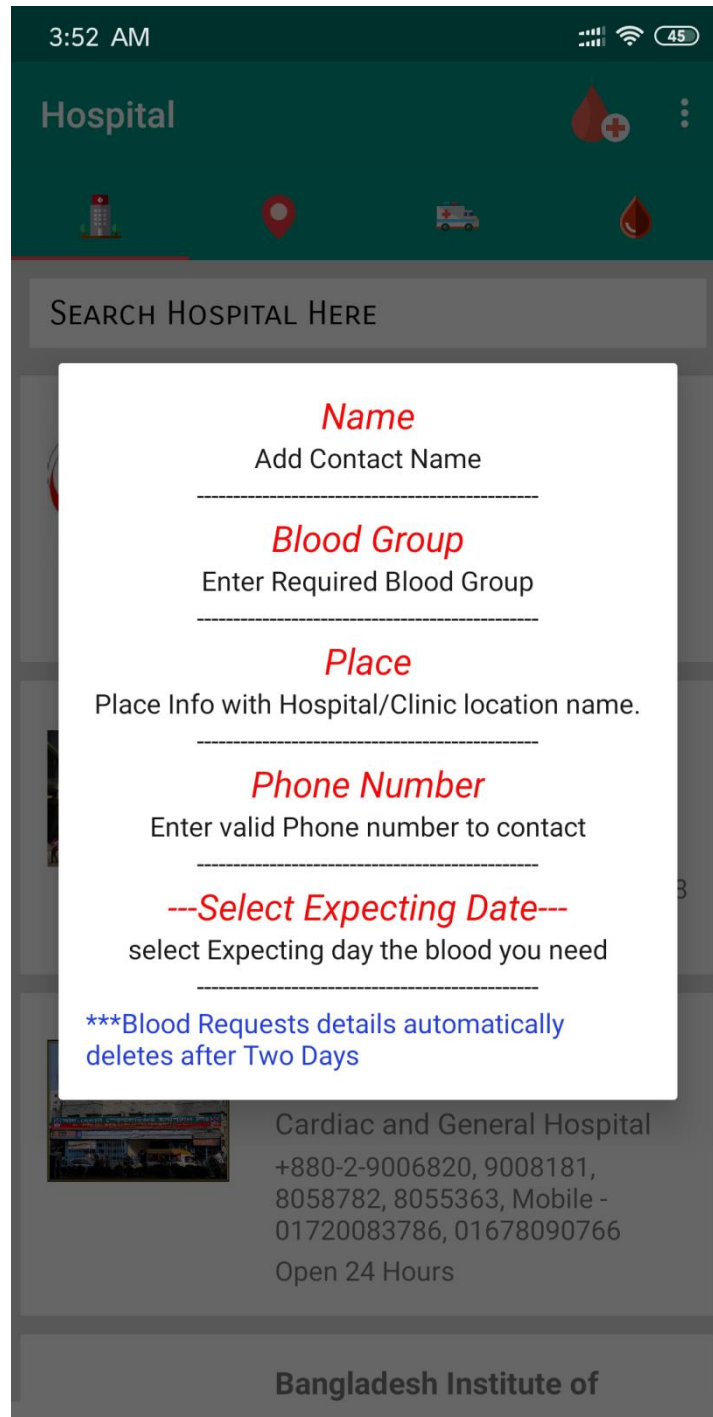 3:52 AM
45
Hospital
Search Hospital Here
Name
Add Contact Name
-----------------------------------------------
Blood Group
Enter Required Blood Group
-----------------------------------------------
Place
Place Info with Hospital/Clinic location name.
-----------------------------------------------
Phone Number
Enter valid Phone number to contact
-----------------------------------------------
3
---Select Expecting Date---
select Expecting day the blood you need
-----------------------------------------------
***Blood Requests details automatically
deletes after Two Days
Cardiac and General Hospital
+880-2-9006820, 9008181,
8058782, 8055363, Mobile -
01720083786, 01678090766
Open 24 Hours
Bangladesh Institute of